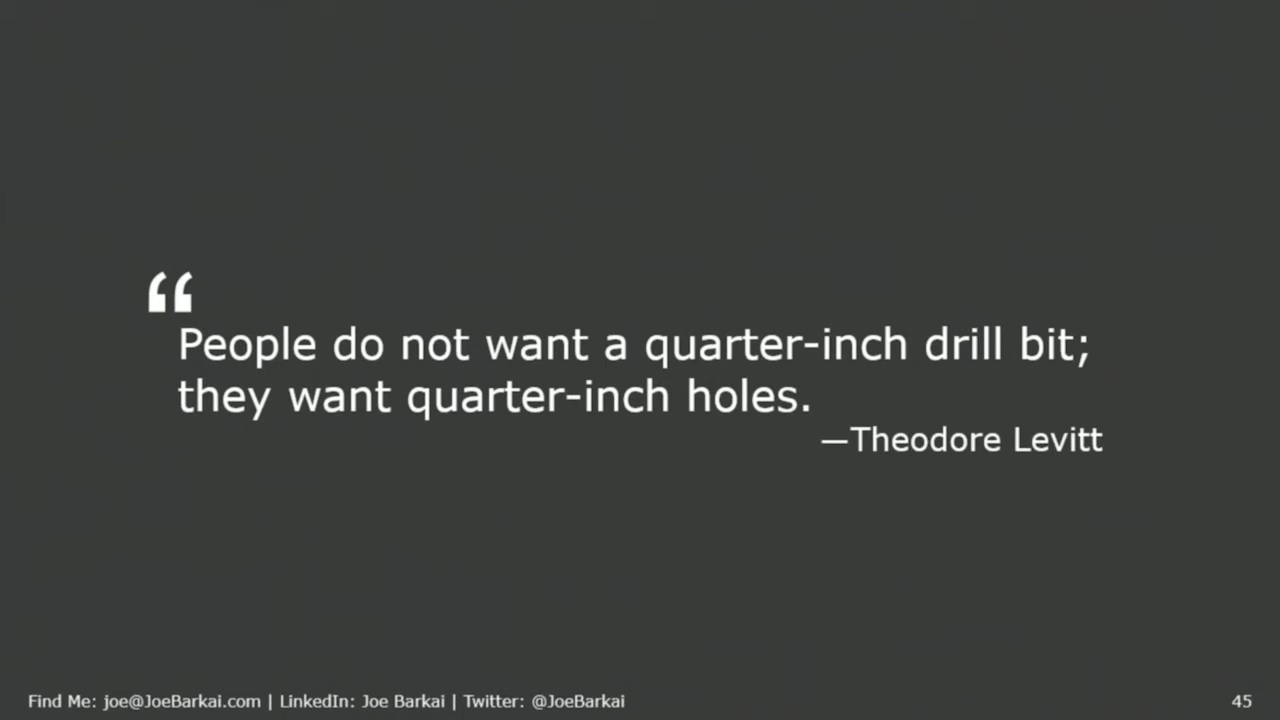 “
People do not want a quarter-inch drill bit;
they want quarter-inch holes.
—Theodore Levitt
Find Me: joe@JoeBarkai.com | LinkedIn: Joe Barkai | Twitter: @JoeBarkai
45